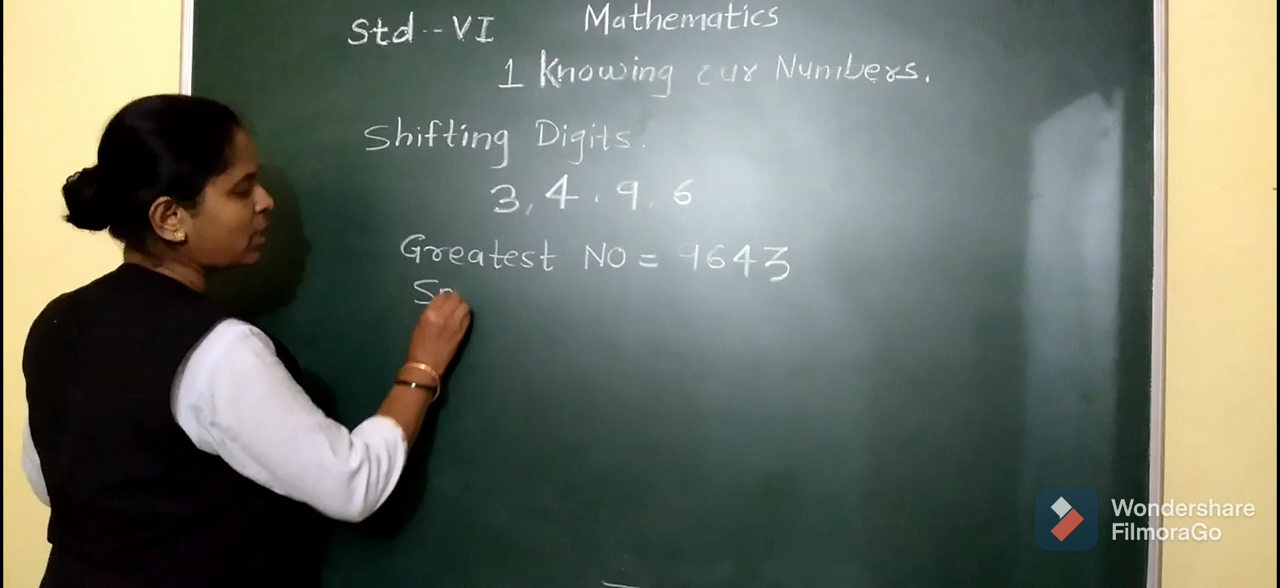 Std--VI Mathematics
1 Knowing our Numbers.
Shifting Digits.
3, 4, 9, 6
Greatest NO = 9643
Wondershare
FilmoraGo